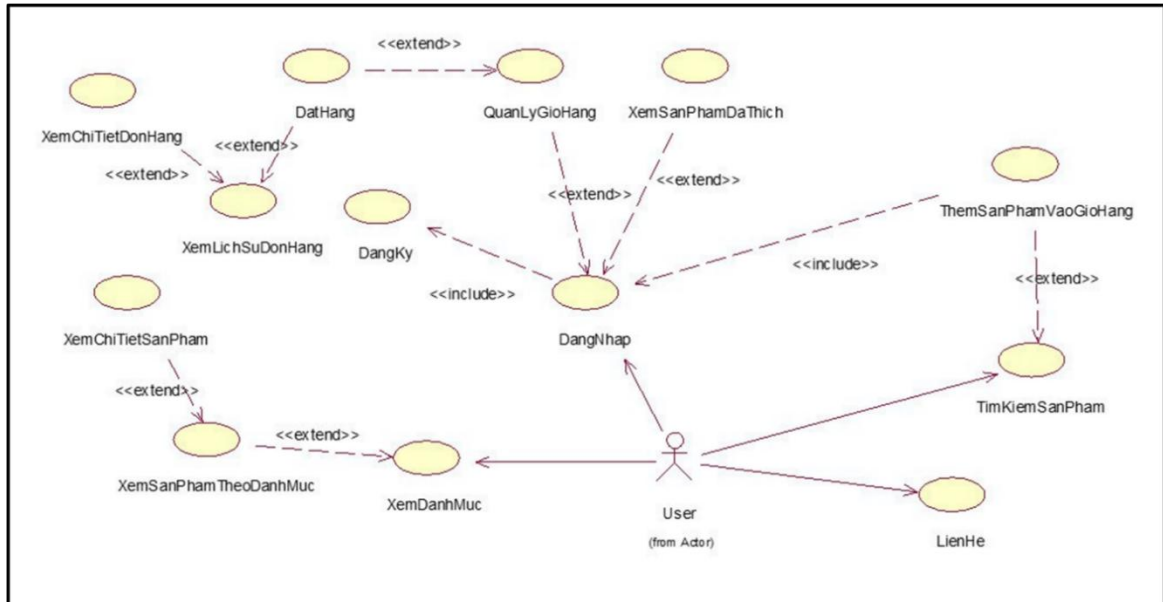 <<extend>>
DatHang
QuanLyGioHang
XemSanPhamDaThich
XemChiTietDonHang
<<extend>>
<<extend>>
<<extend>>
<<extend>>
ThemSanPhamVaoGioHang
XemLichSuDonHang
DangKy
<<include>>
<<include>>
<<extend>>
XemChiTietSanPham
DangNhap
<<extend>>
TimKiemSanPham
<<extend>>
XemSanPhamTheoDanhMuc
XemDanhMuc
User
(from Actor)
LienHe